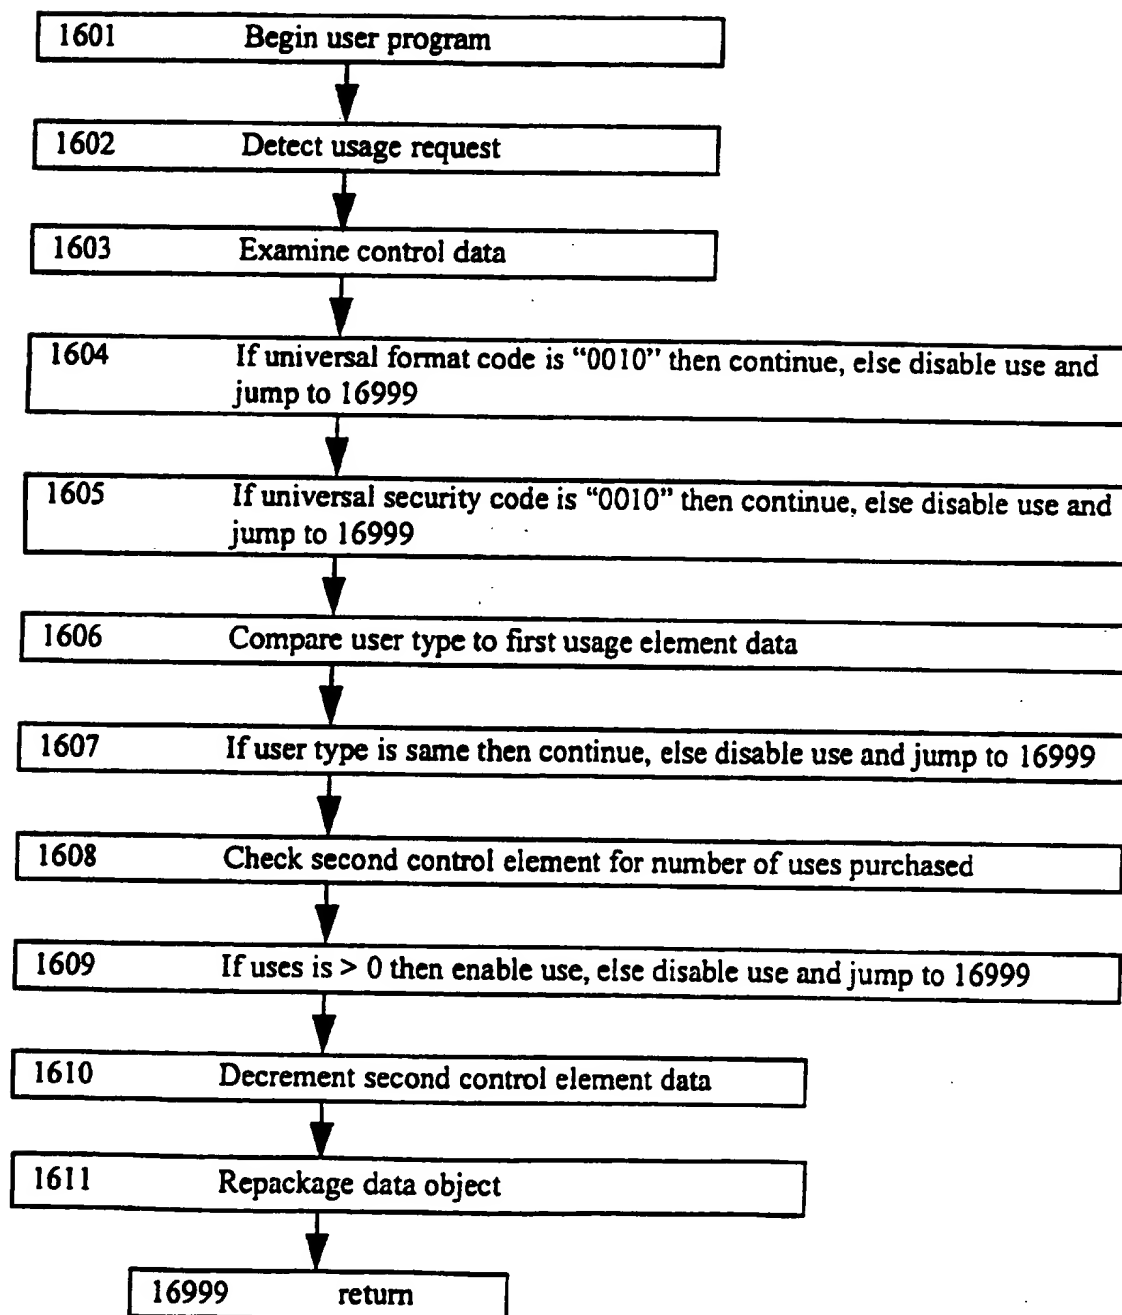 1601 Begin user program
1602 Detect usage request
1603 Examine control data
1604 If universal format code is “0010” then continue, else disable use and
jump to 16999
1605 If universal security code is “0010” then continue, else disable use and
jump to 16999
1606 Compare user type to first usage element data
1607 If user type is same then continue, else disable use and jump to 16999
1608 Check second control element for number of uses purchased
1609 If uses is > 0 then enable use, else disable use and jump to 16999
1610 Decrement second control element data
1611 Repackage data object
16999 return